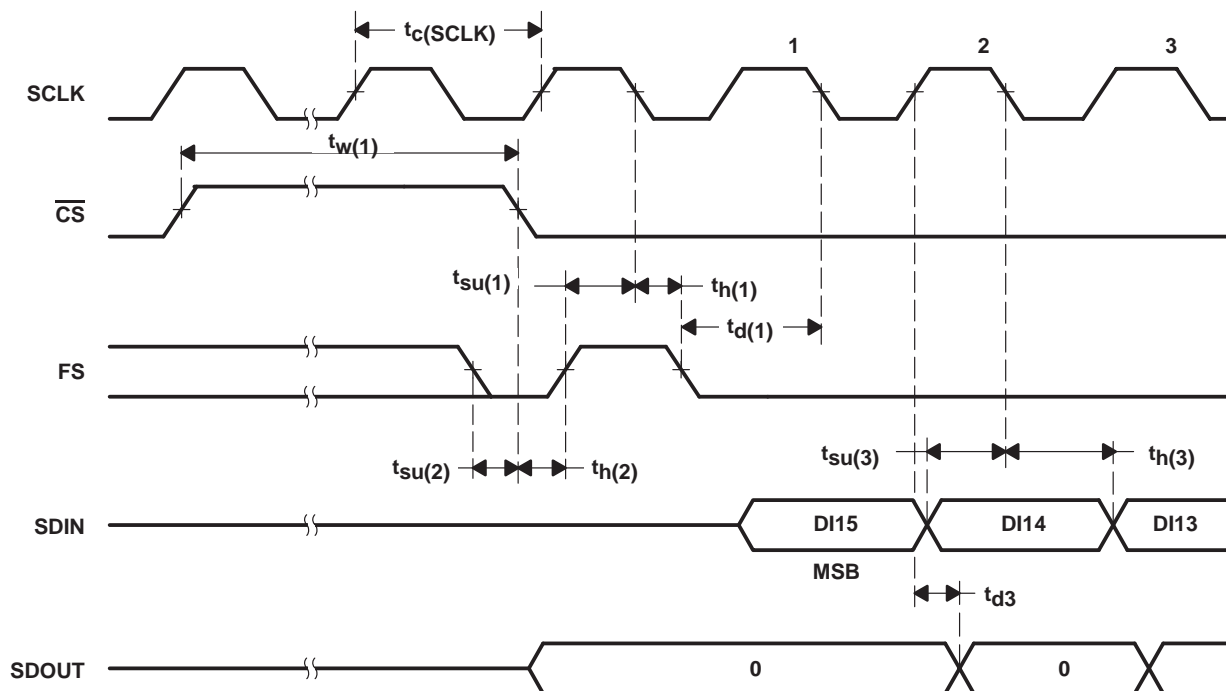 tc(SCLK)
1 2 3
SCLK
tw(1)
CS
tsu(1) th(1)
td(1)
FS
tsu(2) th(2) tsu(3) th(3)
SDIN DI15 DI14 DI13
MSB
td3
SDOUT 0 0